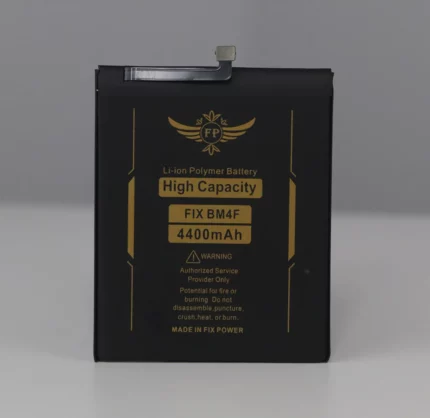 FP
Li-ion Polymer Battery
High Capacity
FIX BM4F
4400mAh
WARNING
Authorized Service
Provider Only
Potential for fire or
burning. Do not
disassemble,puncture,
crush,heat, or burn.
MADE IN FIX POWER